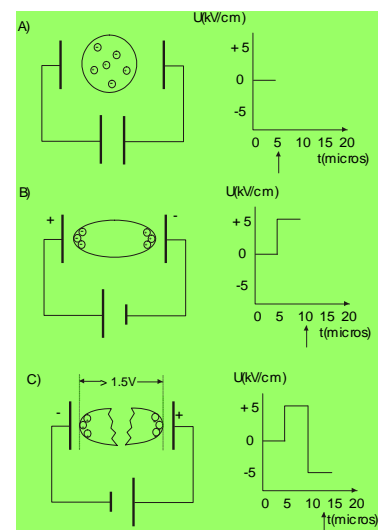 A)
U(kV/cm)
+ 5
0
-5
0 5 10 15 20
t(micros)
B)
+ -
U(kV/cm)
+ 5
0
-5
0 5 10 15 20
t(micros)
C)
> 1.5V
- +
U(kV/cm)
+ 5
0
-5
0 5 10 15 20
t(micros)